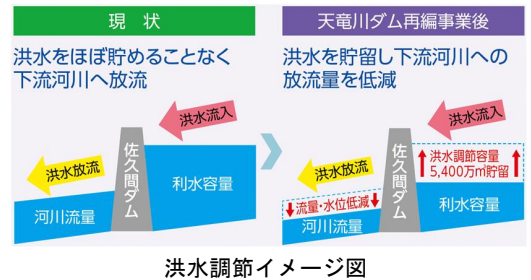 現 状
洪水をほぼ貯めることなく
下流河川へ放流
洪水流入
洪水放流
佐久間ダム
利水容量
河川流量
天竜川ダム再編事業後
洪水を貯留し下流河川への
放流量を低減
洪水流入
洪水放流
佐久間ダム
洪水調節容量
5,400万㎥貯留
流量・水位低減
利水容量
河川流量
洪水調節イメージ図